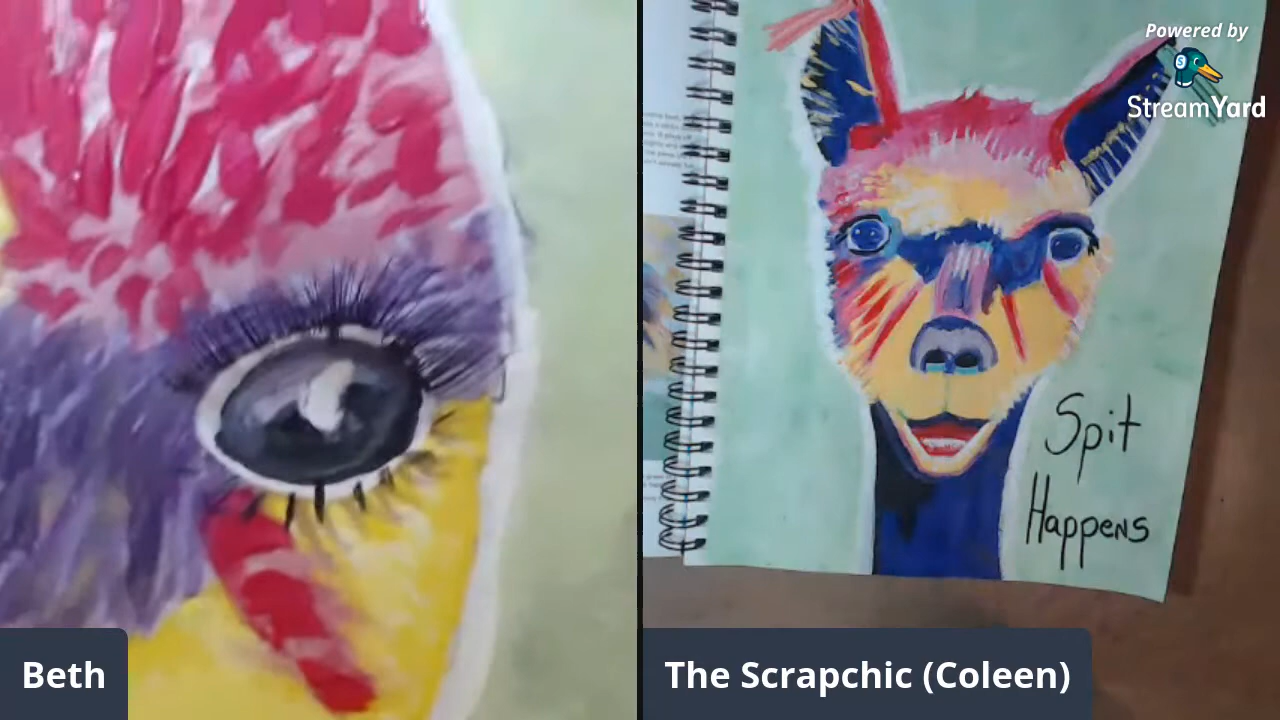 Powered by
StreamYard
Spit
Happens
Beth
The Scrapchic (Coleen)